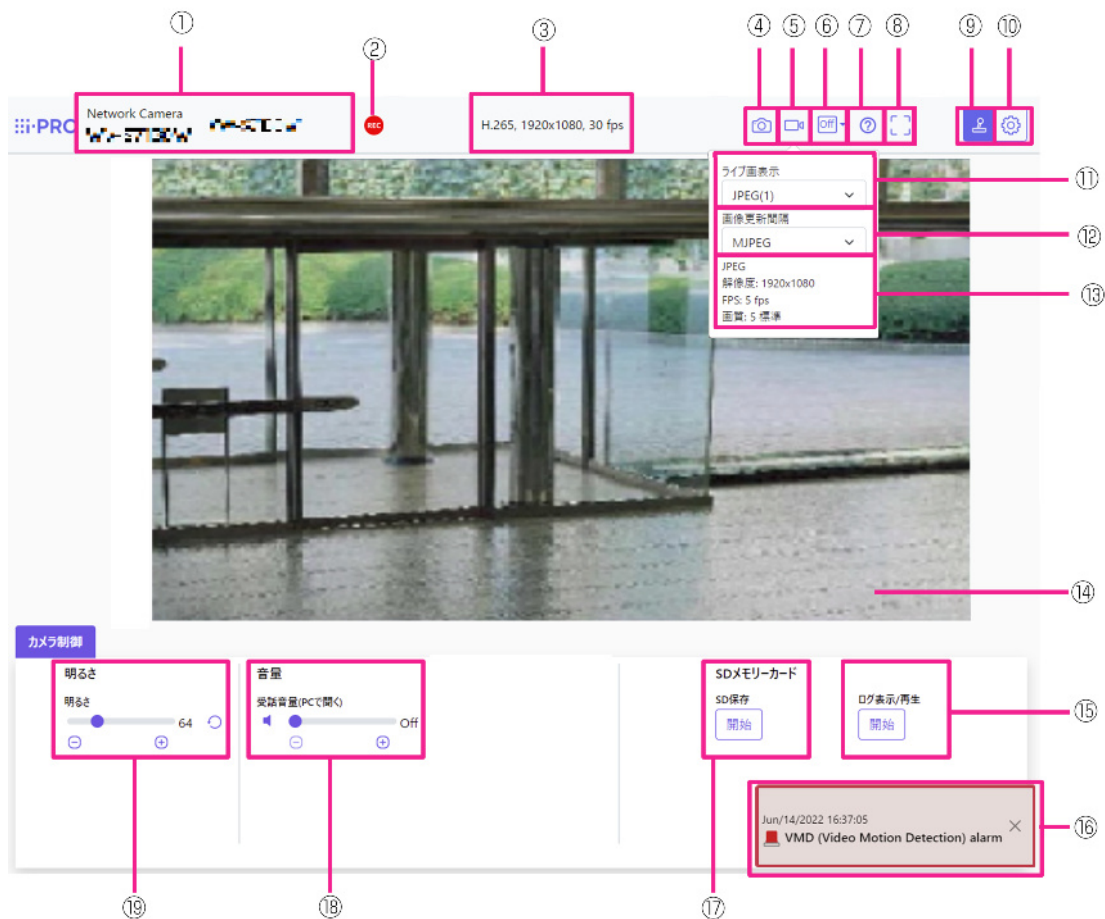 ① ② ③ ④ ⑤ ⑥ ⑦ ⑧ ⑨ ⑩
i-PRO
Network Camera
REC
H.265, 1920x1080, 30 fps
Off
ライブ画表示
JPEG(1)
⑪
画像更新間隔
MJPEG
⑫
JPEG
解像度: 1920x1080
FPS: 5 fps
画質: 5 標準
⑬
⑭
カメラ制御
明るさ
明るさ
64
音量
受話音量(PCで聞く)
Off
SDメモリーカード
SD保存
開始
ログ表示/再生
開始
⑮
Jun/14/2022 16:37:05
VMD (Video Motion Detection) alarm
⑯
⑲ ⑱ ⑰